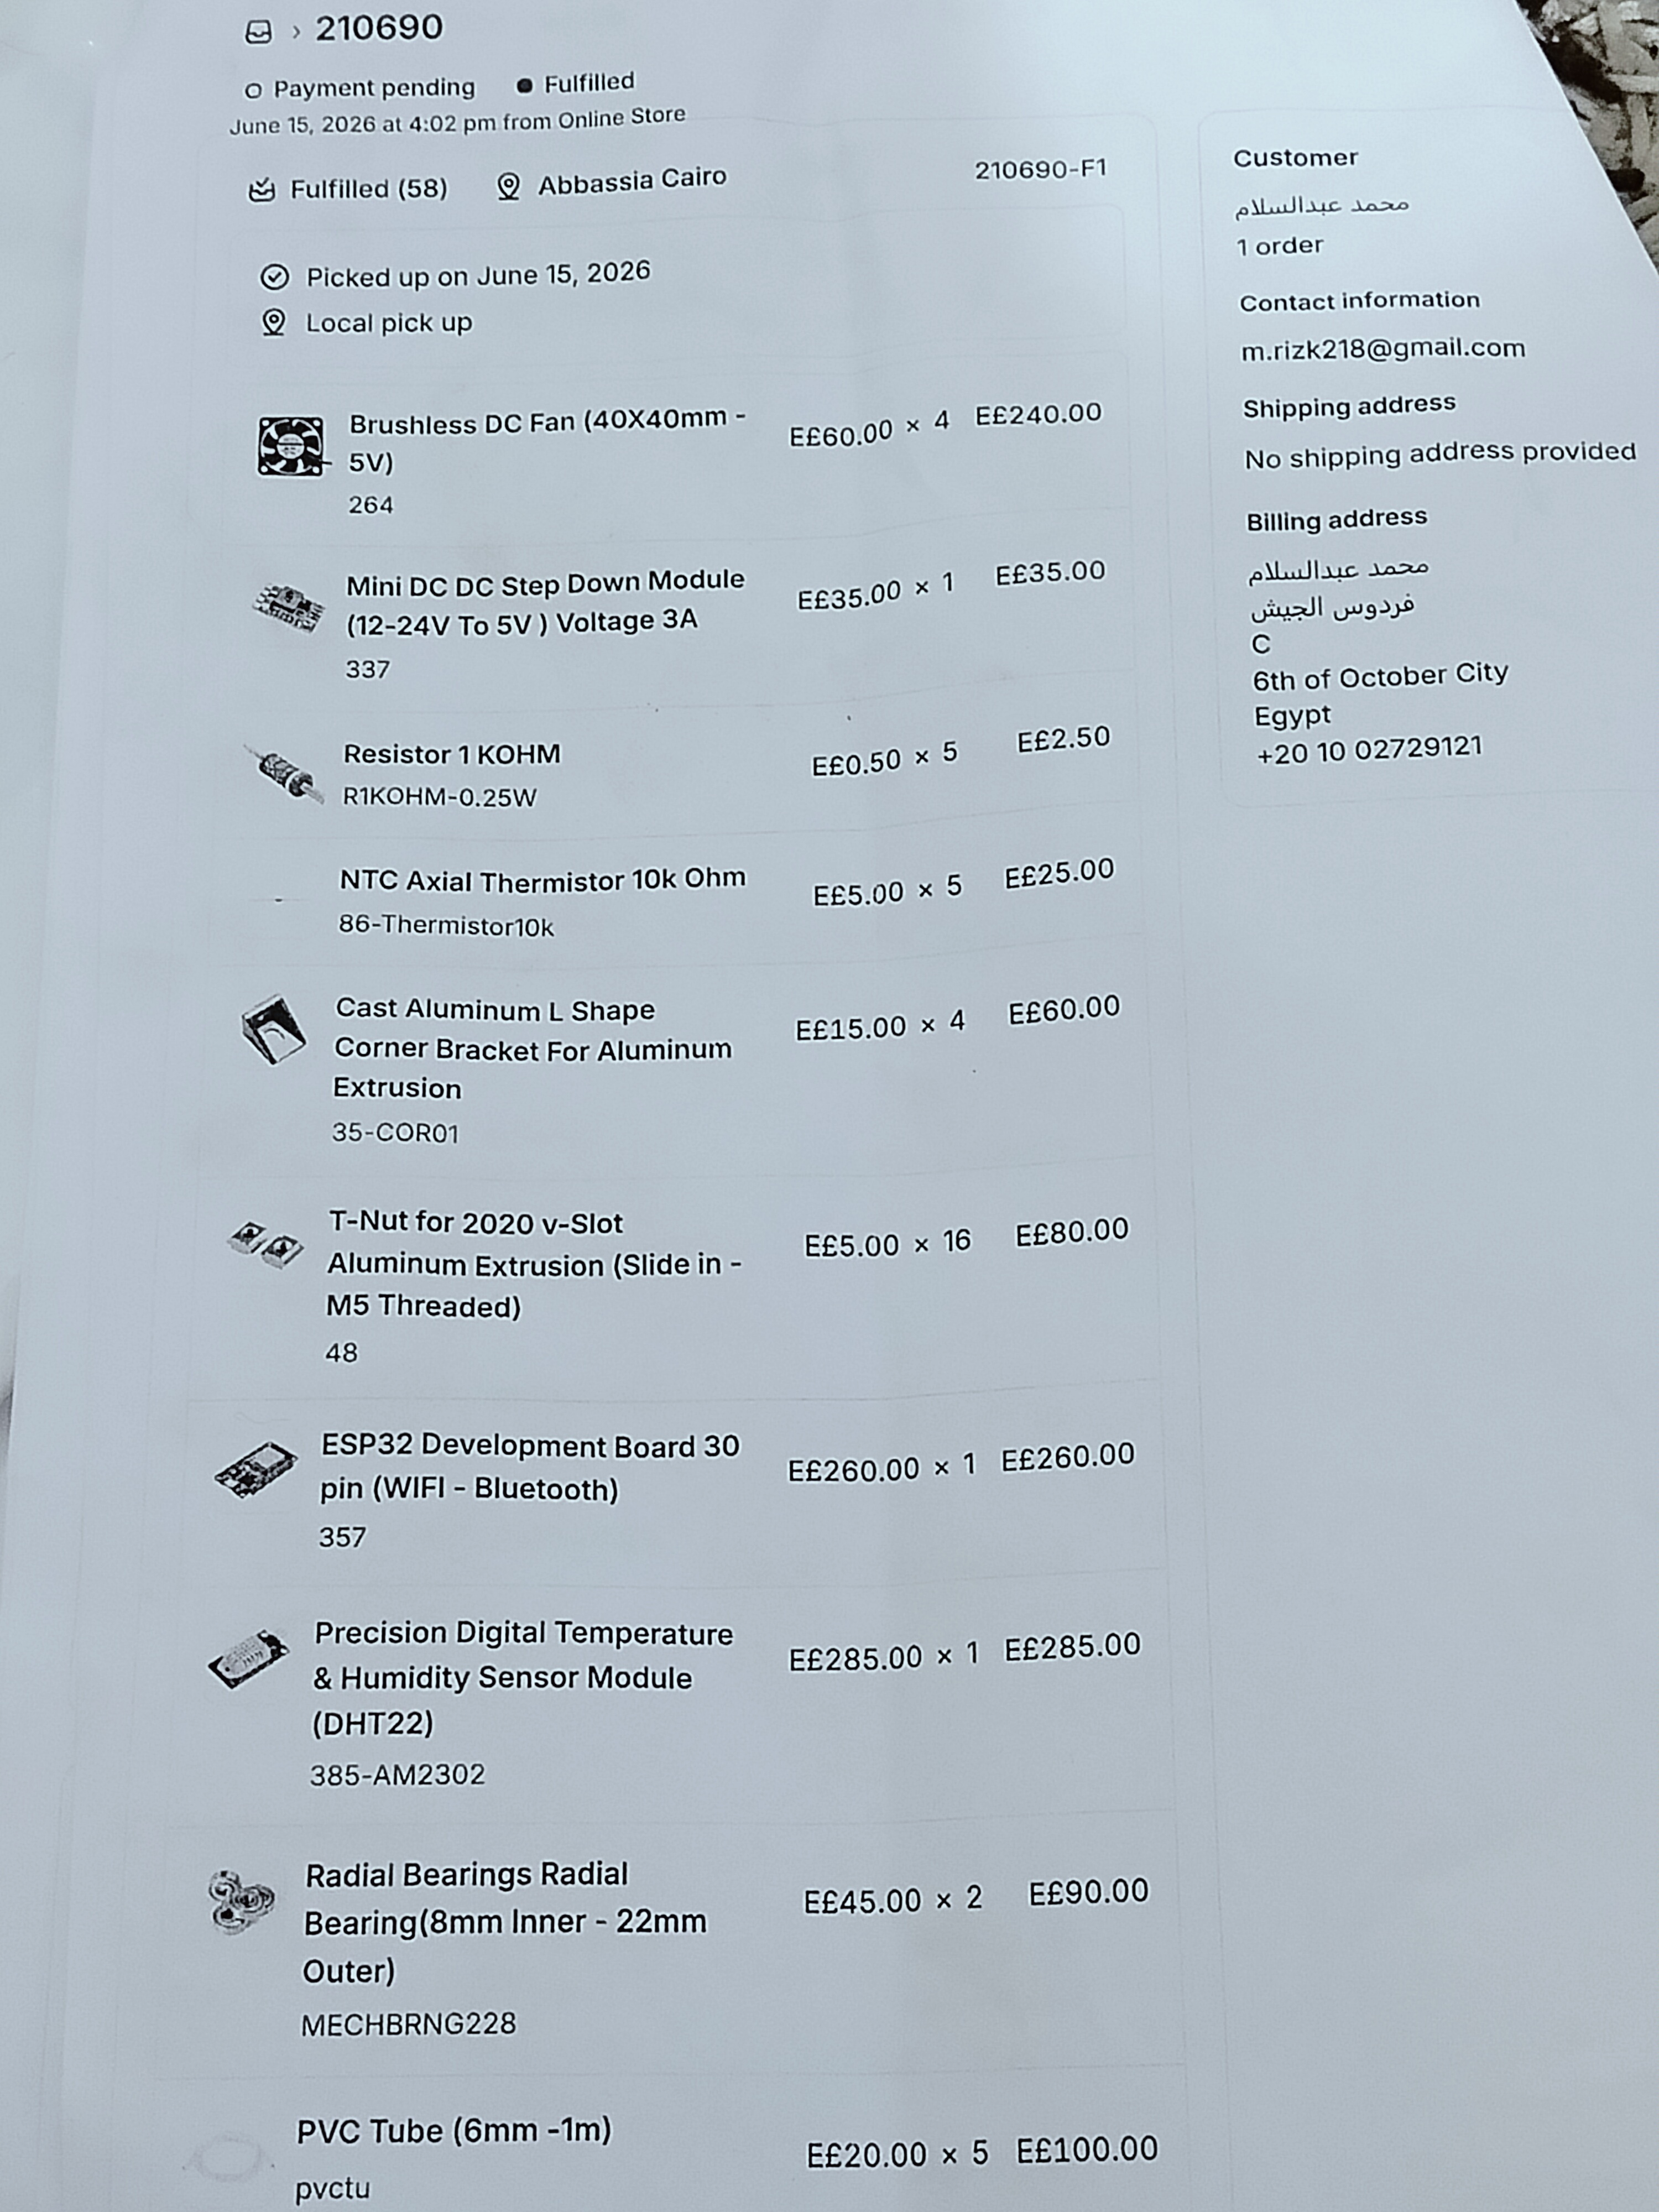 › 210690
Payment pending Fulfilled
June 15, 2026 at 4:02 pm from Online Store
Fulfilled (58) Abbassia Cairo 210690-F1
Picked up on June 15, 2026
Local pick up
Brushless DC Fan (40X40mm - E£60.00 × 4 E£240.00
5V)
264
Mini DC DC Step Down Module E£35.00 × 1 E£35.00
(12-24V To 5V ) Voltage 3A
337
Resistor 1 KOHM E£0.50 × 5 E£2.50
R1KOHM-0.25W
NTC Axial Thermistor 10k Ohm E£5.00 × 5 E£25.00
86-Thermistor10k
Cast Aluminum L Shape E£15.00 × 4 E£60.00
Corner Bracket For Aluminum
Extrusion
35-COR01
T-Nut for 2020 v-Slot E£5.00 × 16 E£80.00
Aluminum Extrusion (Slide in -
M5 Threaded)
48
ESP32 Development Board 30 E£260.00 × 1 E£260.00
pin (WIFI - Bluetooth)
357
Precision Digital Temperature E£285.00 × 1 E£285.00
& Humidity Sensor Module
(DHT22)
385-AM2302
Radial Bearings Radial E£45.00 × 2 E£90.00
Bearing(8mm Inner - 22mm
Outer)
MECHBRNG228
PVC Tube (6mm -1m) E£20.00 × 5 E£100.00
pvctu
Customer
محمد عبدالسلام
1 order
Contact information
m.rizk218@gmail.com
Shipping address
No shipping address provided
Billing address
محمد عبدالسلام
فردوس الجيش
C
6th of October City
Egypt
+20 10 02729121